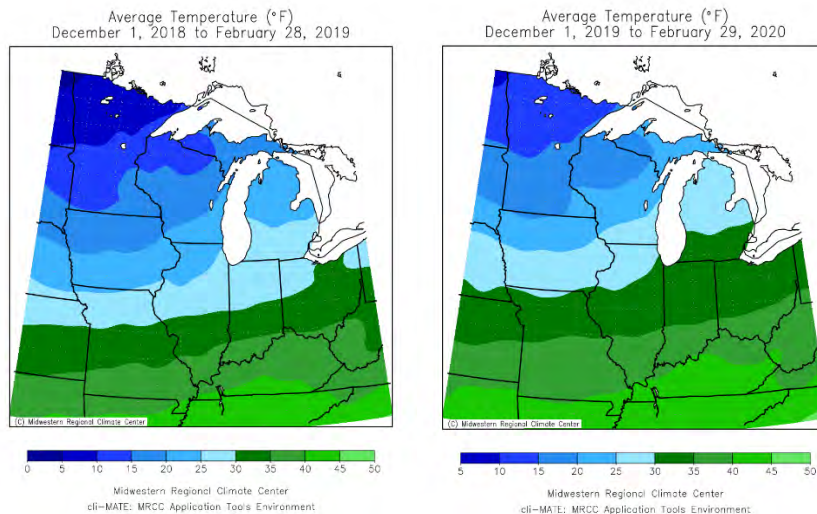 Average Temperature (°F)
December 1, 2018 to February 28, 2019
(C) Midwestern Regional Climate Center
0 5 10 15 20 25 30 35 40 45 50
Midwestern Regional Climate Center
cli-MATE: MRCC Application Tools Environment
Average Temperature (°F)
December 1, 2019 to February 29, 2020
(C) Midwestern Regional Climate Center
5 10 15 20 25 30 35 40 45 50
Midwestern Regional Climate Center
cli-MATE: MRCC Application Tools Environment